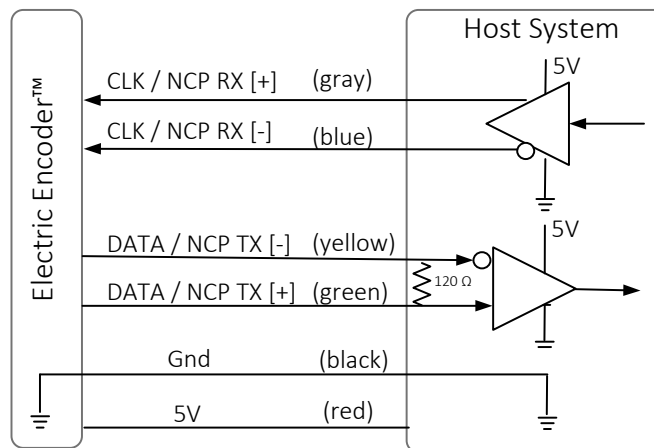 Host System
5V
CLK / NCP RX [+] (gray)
CLK / NCP RX [-] (blue)
Electric Encoder™
5V
DATA / NCP TX [-] (yellow)
120 Ω
DATA / NCP TX [+] (green)
Gnd (black)
5V (red)